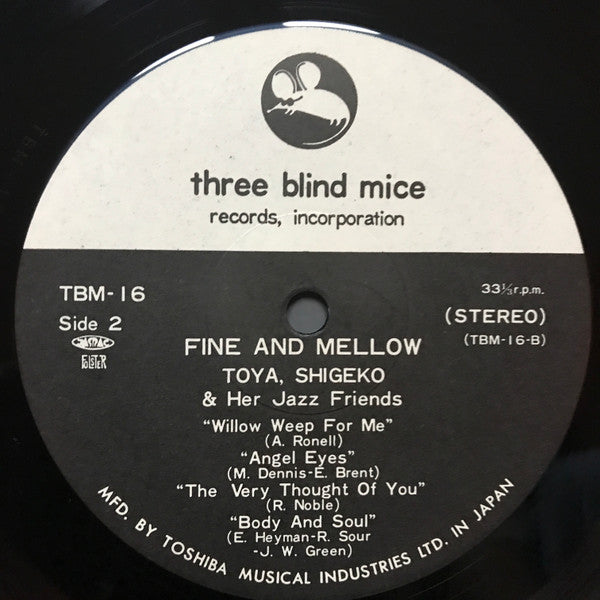 three blind mice
records, incorporation
TBM-16
33⅓r.p.m.
Side 2
(STEREO)
(TBM-16-B)
FOLSTER
FINE AND MELLOW
TOYA, SHIGEKO
& Her Jazz Friends
"Willow Weep For Me"
(A. Ronell)
"Angel Eyes"
(M. Dennis-E. Brent)
"The Very Thought Of You"
(R. Noble)
"Body And Soul"
(E. Heyman-R. Sour
-J. W. Green)
MFD. BY TOSHIBA MUSICAL INDUSTRIES LTD. IN JAPAN